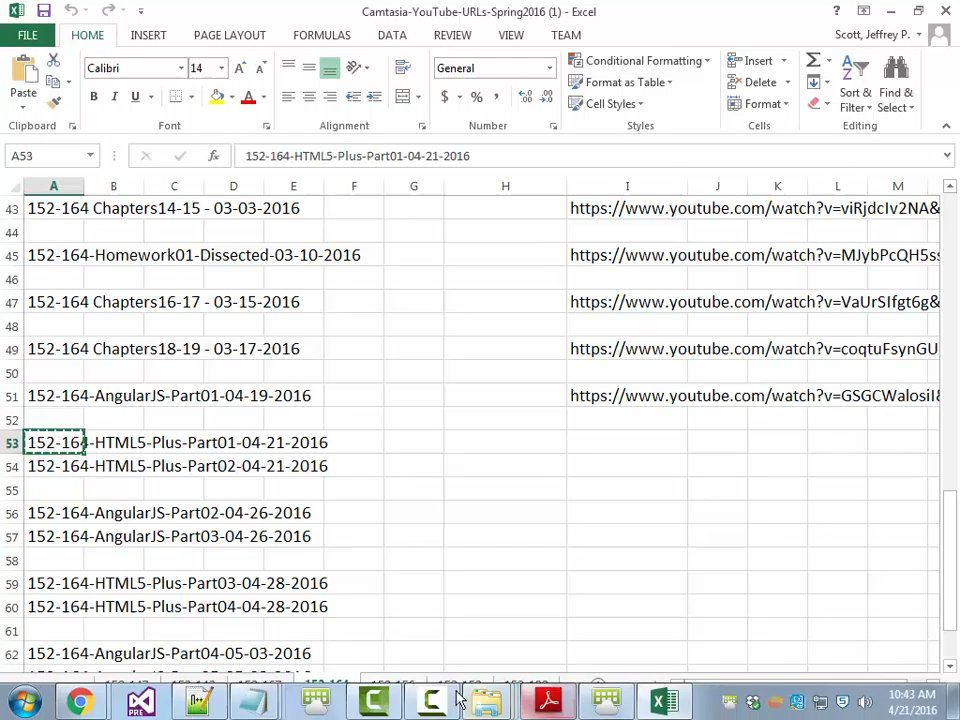 Camtasia-YouTube-URLs-Spring2016 (1) - Excel
FILE HOME INSERT PAGE LAYOUT FORMULAS DATA REVIEW VIEW TEAM Scott, Jeffrey P.
Calibri 14 General Conditional Formatting Insert
Paste Format as Table Delete Sort & Find &
B I U A $ % , Cell Styles Format Filter Select
Clipboard Font Alignment Number Styles Cells Editing
A53 fx 152-164-HTML5-Plus-Part01-04-21-2016
A B C D E F G H I J K L M
43 152-164 Chapters14-15 - 03-03-2016 https://www.youtube.com/watch?v=viRjdcIv2NA&
44
45 152-164-Homework01-Dissected-03-10-2016 https://www.youtube.com/watch?v=MJybPcQH5ss
46
47 152-164 Chapters16-17 - 03-15-2016 https://www.youtube.com/watch?v=VaUrSIfgt6g&
48
49 152-164 Chapters18-19 - 03-17-2016 https://www.youtube.com/watch?v=coqtuFsynGU
50
51 152-164-AngularJS-Part01-04-19-2016 https://www.youtube.com/watch?v=GSGCWalosiI&
52
53 152-164-HTML5-Plus-Part01-04-21-2016
54 152-164-HTML5-Plus-Part02-04-21-2016
55
56 152-164-AngularJS-Part02-04-26-2016
57 152-164-AngularJS-Part03-04-26-2016
58
59 152-164-HTML5-Plus-Part03-04-28-2016
60 152-164-HTML5-Plus-Part04-04-28-2016
61
62 152-164-AngularJS-Part04-05-03-2016
PRE
10:43 AM
4/21/2016